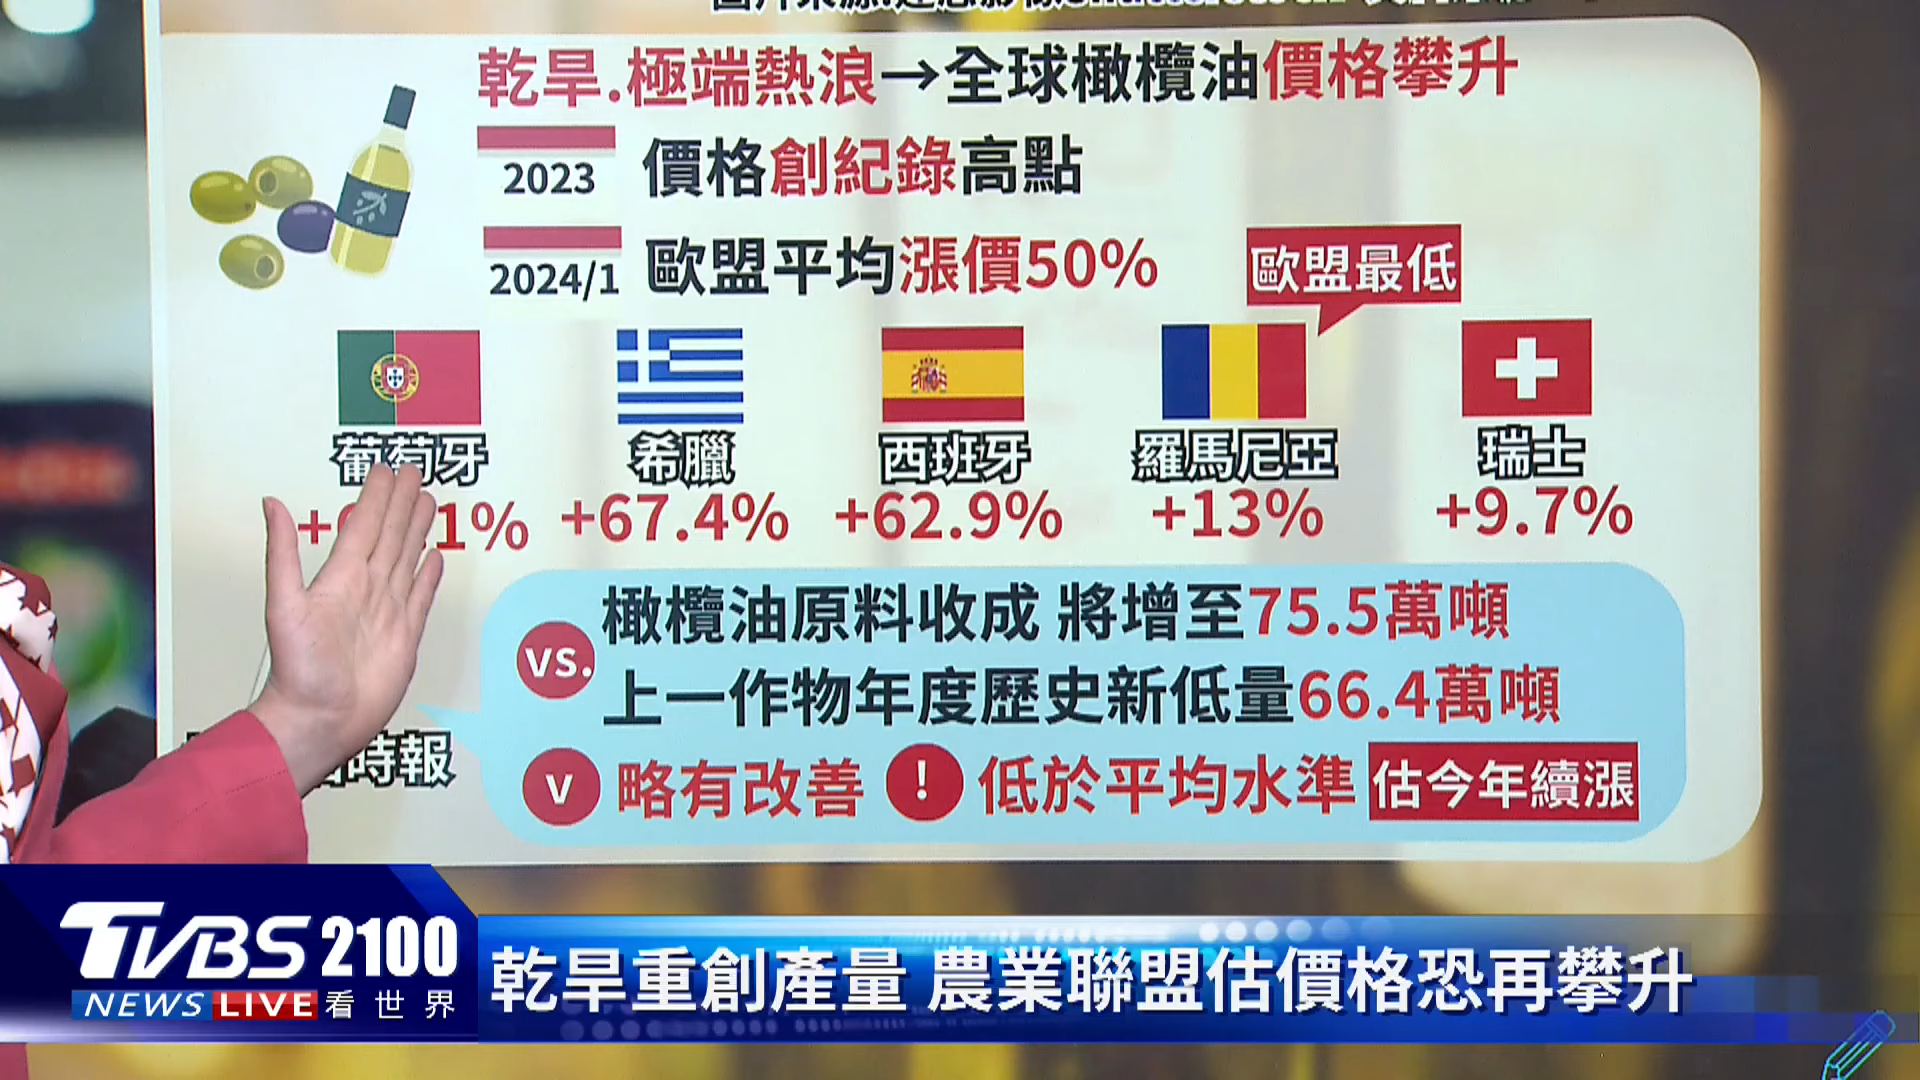 乾旱.極端熱浪→全球橄欖油價格攀升
2023 價格創紀錄高點
2024/1 歐盟平均漲價50%
歐盟最低
葡萄牙 希臘 西班牙 羅馬尼亞 瑞士
+67.4% +62.9% +13% +9.7%
橄欖油原料收成 將增至75.5萬噸
vs.
上一作物年度歷史新低量66.4萬噸
時報
v 略有改善 ! 低於平均水準 估今年續漲
TVBS 2100
NEWS LIVE 看世界
乾旱重創產量 農業聯盟估價格恐再攀升